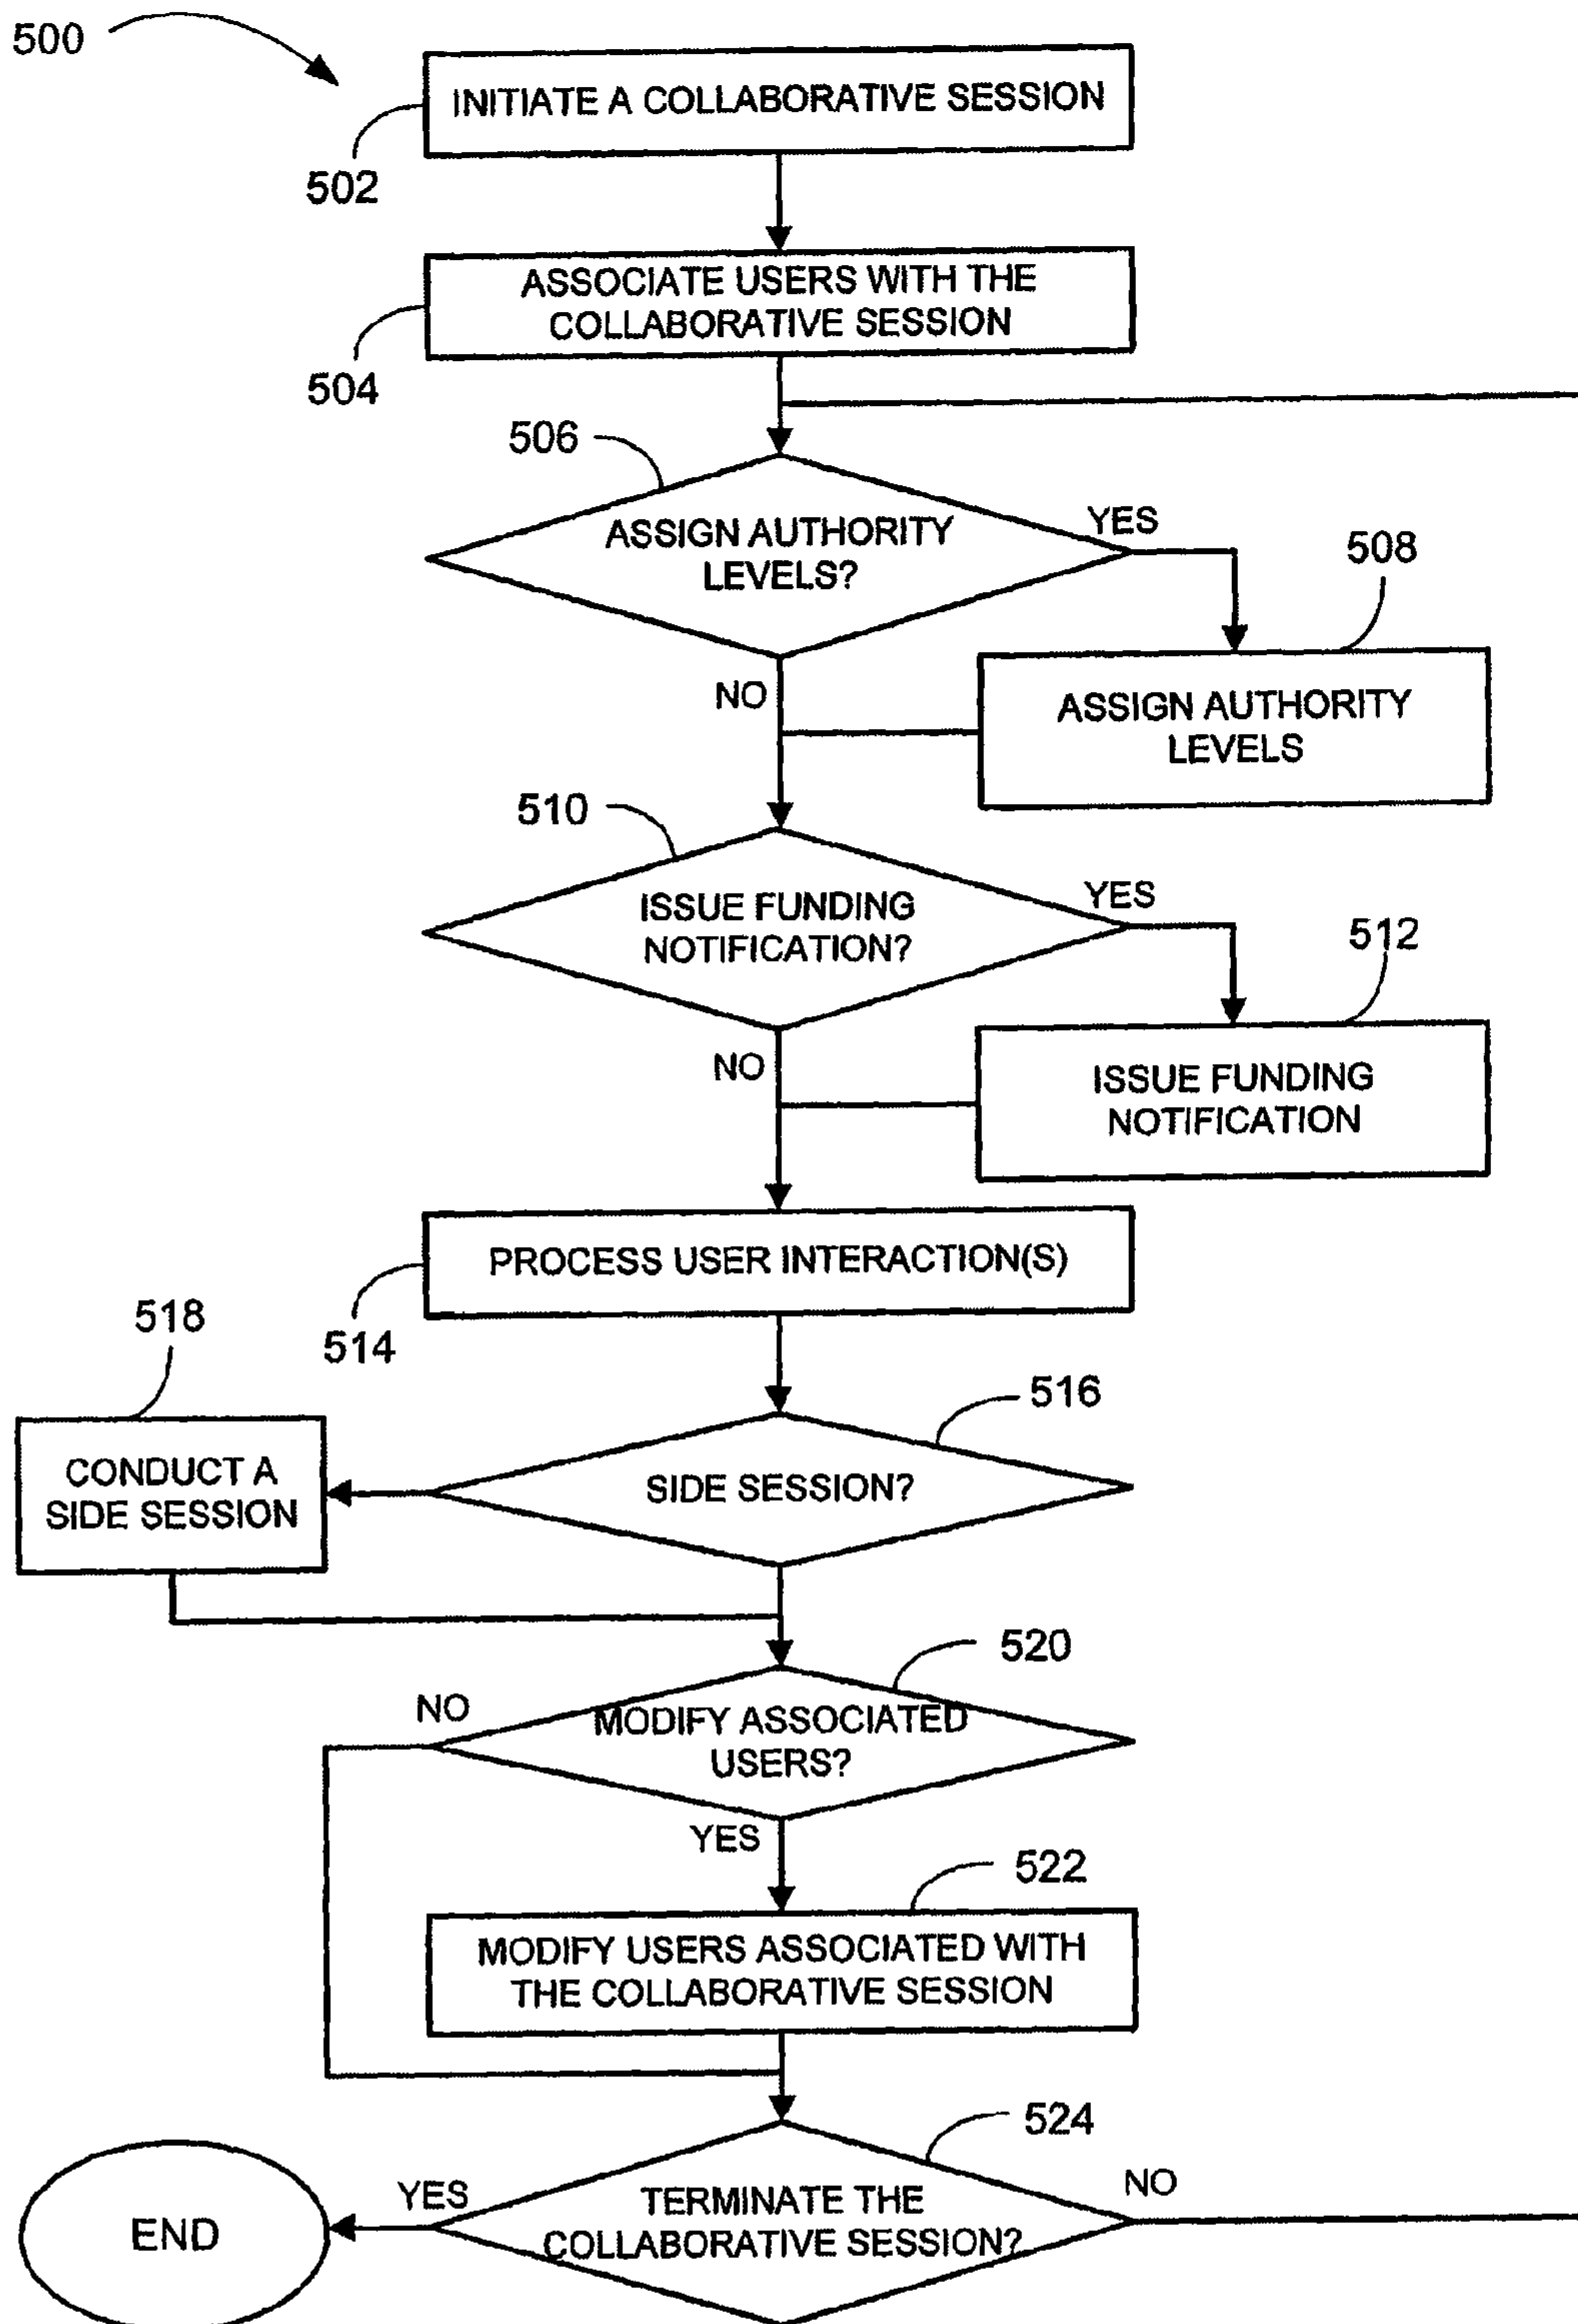 500
INITIATE A COLLABORATIVE SESSION
502
ASSOCIATE USERS WITH THE
COLLABORATIVE SESSION
504
506
ASSIGN AUTHORITY
LEVELS?
YES
508
NO
ASSIGN AUTHORITY
LEVELS
510
ISSUE FUNDING
NOTIFICATION?
YES
512
NO
ISSUE FUNDING
NOTIFICATION
PROCESS USER INTERACTION(S)
514
518
516
CONDUCT A
SIDE SESSION
SIDE SESSION?
520
NO
MODIFY ASSOCIATED
USERS?
YES
522
MODIFY USERS ASSOCIATED WITH
THE COLLABORATIVE SESSION
524
END
YES
TERMINATE THE
COLLABORATIVE SESSION?
NO